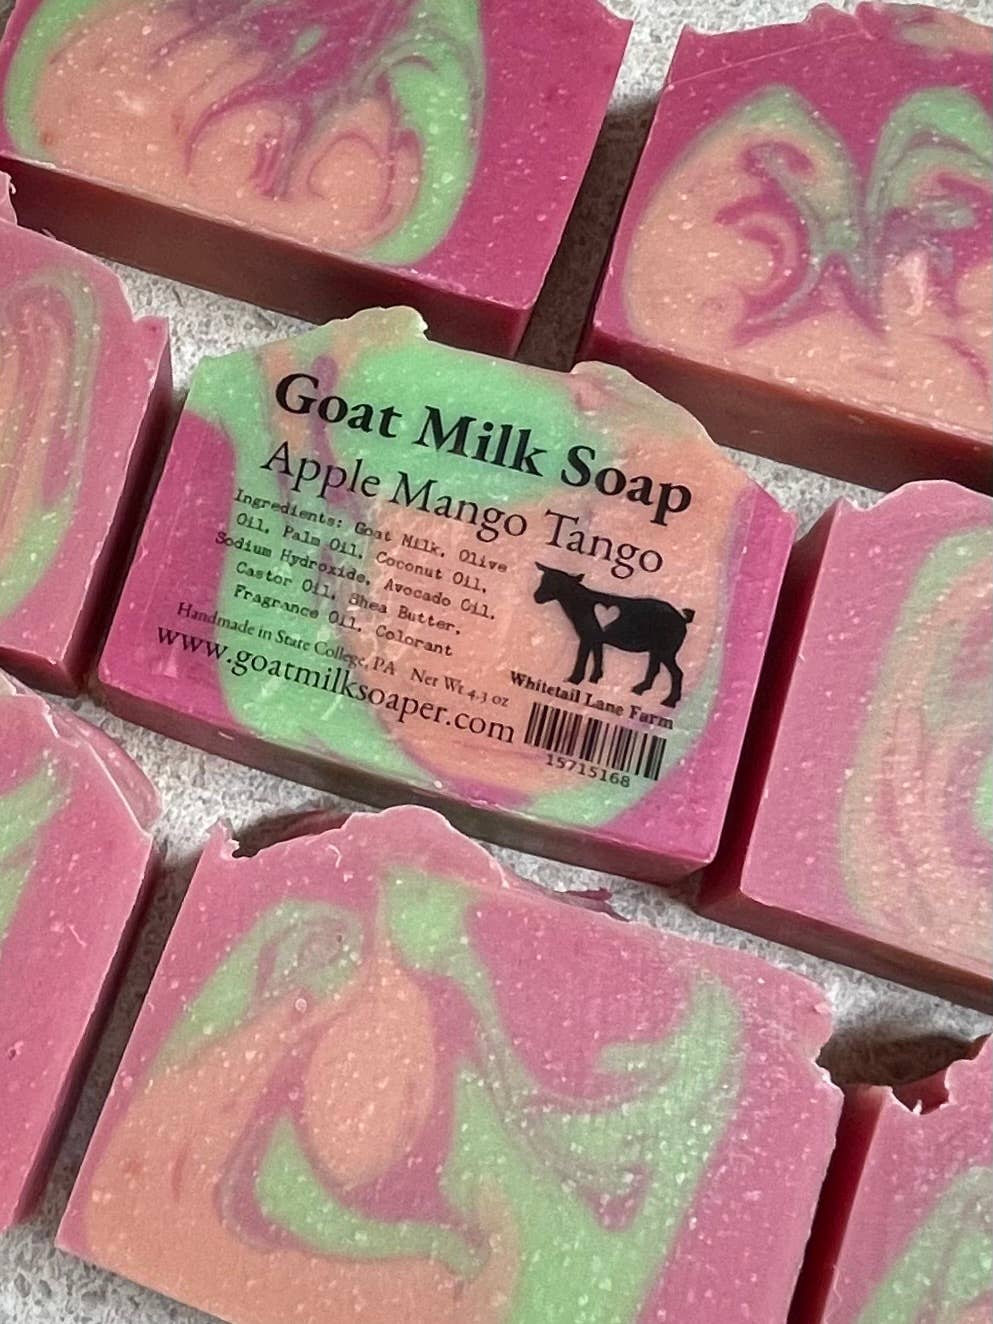 Goat Milk Soap
Apple Mango Tango
Ingredients: Goat Milk, Olive
Oil, Palm Oil, Coconut Oil,
Sodium Hydroxide, Avocado Oil,
Castor Oil, Shea Butter,
Fragrance Oil, Colorant
Handmade in State College, PA Net Wt 4.3 oz
www.goatmilksoaper.com
Whitetail Lane Farm
15715168